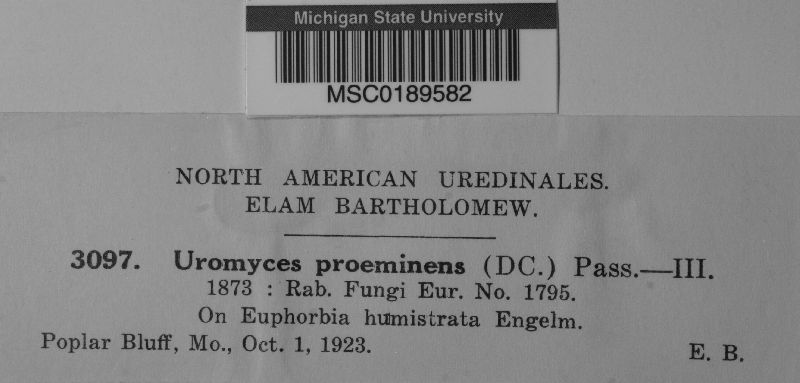 Michigan State University
MSC0189582
NORTH AMERICAN UREDINALES.
ELAM BARTHOLOMEW.
3097. Uromyces proeminens (DC.) Pass.—III.
1873 : Rab. Fungi Eur. No. 1795.
On Euphorbia humistrata Engelm.
Poplar Bluff, Mo., Oct. 1, 1923. E. B.